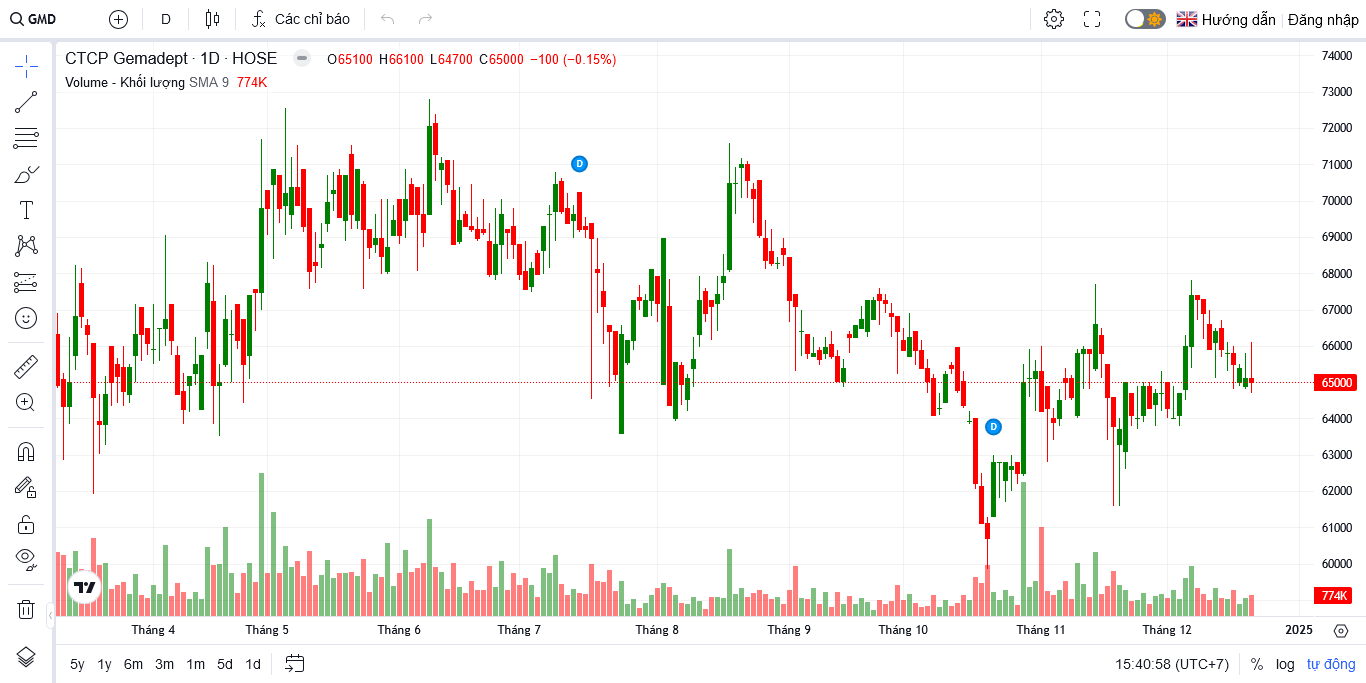 GMD D Các chỉ báo Hướng dẫn Đăng nhập
CTCP Gemadept · 1D · HOSE O65100 H66100 L64700 C65000 −100 (−0.15%)
Volume - Khối lượng SMA 9 774K
74000
73000
72000
71000
70000
69000
68000
67000
66000
65000
64000
63000
62000
61000
60000
774K
D
D
Tháng 4 Tháng 5 Tháng 6 Tháng 7 Tháng 8 Tháng 9 Tháng 10 Tháng 11 Tháng 12 2025
5y 1y 6m 3m 1m 5d 1d 15:40:58 (UTC+7) % log tự động